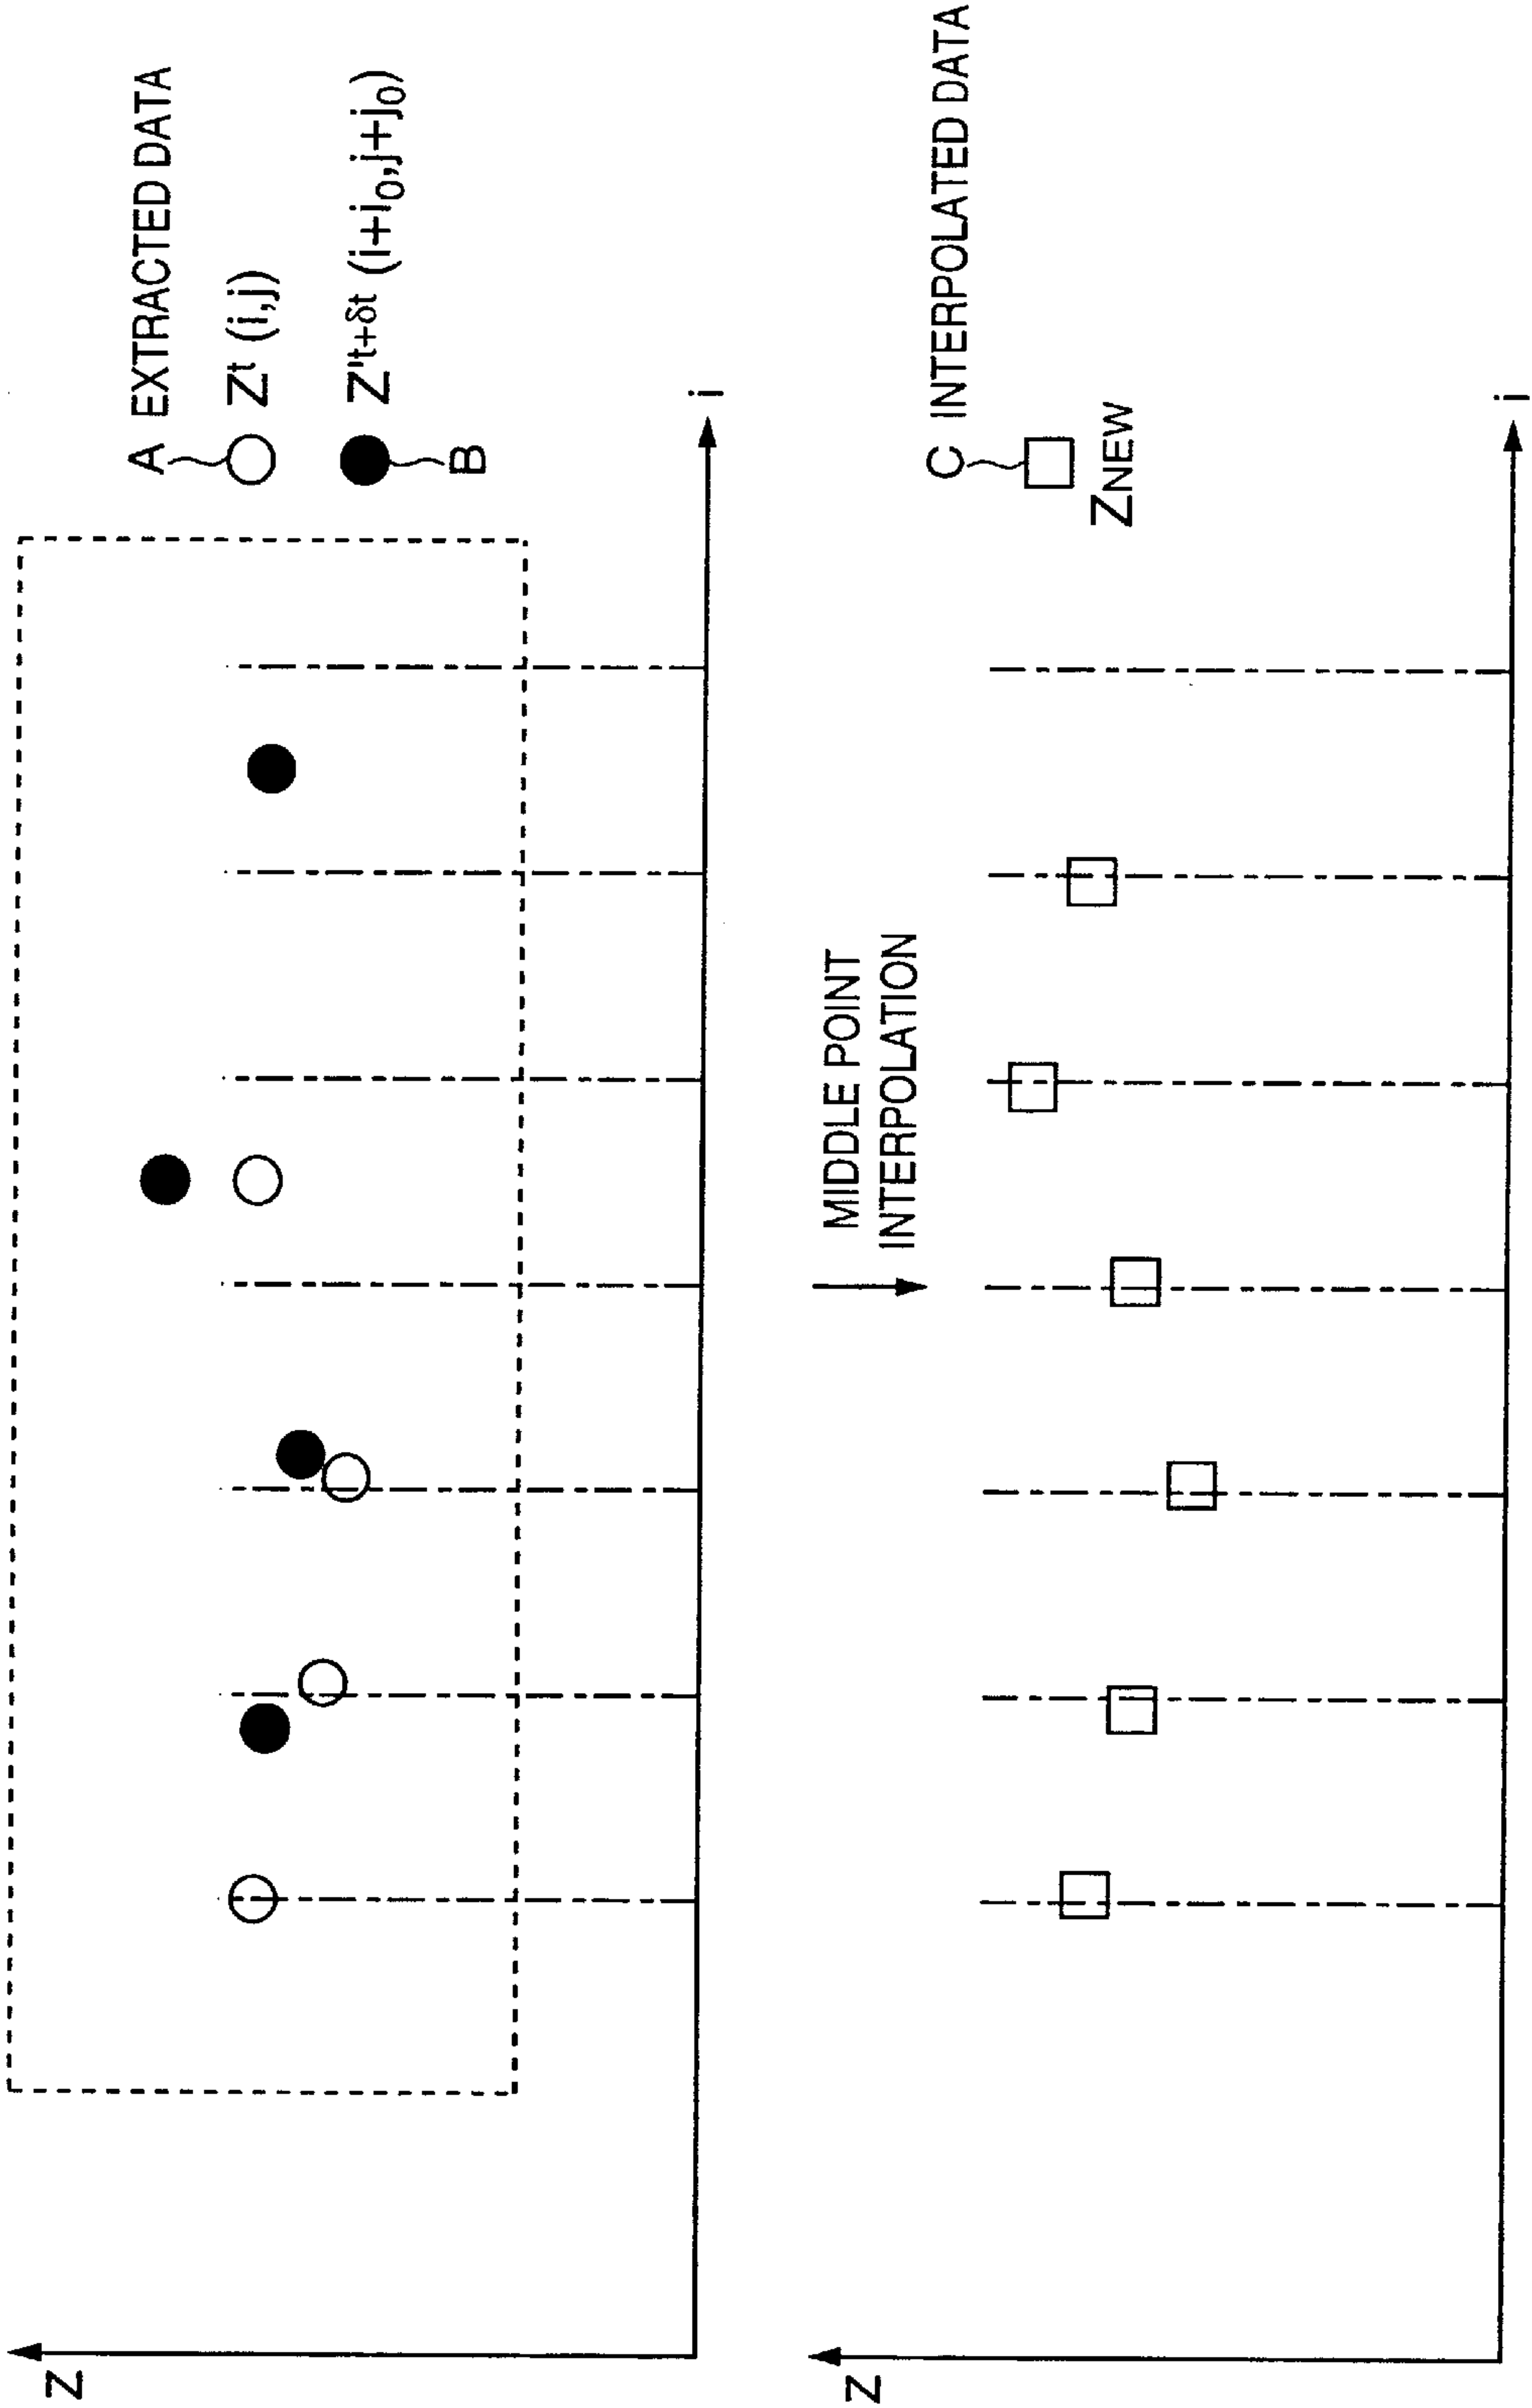 Z
A EXTRACTED DATA
Zᵗ (i,j)
Z'ᵗ⁺ᵟᵗ (i+i₀,j+j₀)
B
i
MIDDLE POINT
INTERPOLATION
Z
C INTERPOLATED DATA
ZNEW
i